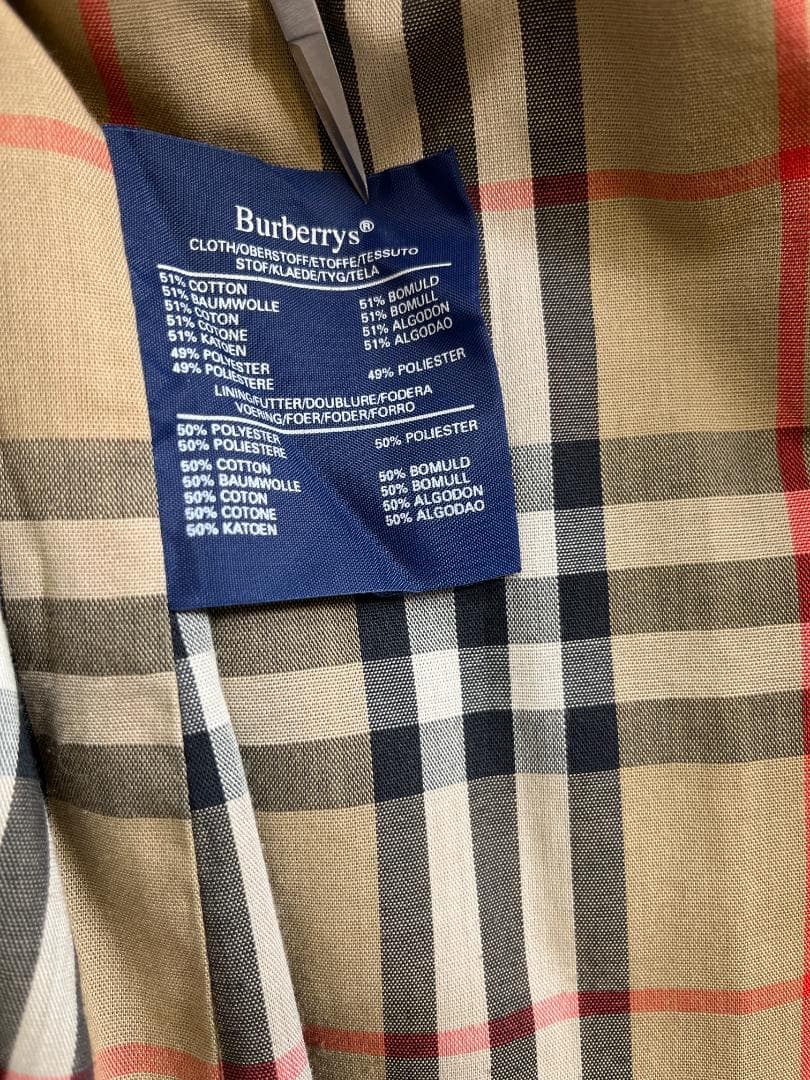 Burberrys®
CLOTH/OBERSTOFF/ETOFFE/TESSUTO
STOF/KLAEDE/TYG/TELA
51% COTTON
51% BAUMWOLLE
51% COTON
51% COTONE
51% KATOEN
51% BOMULD
51% BOMULL
51% ALGODON
51% ALGODAO
49% POLYESTER
49% POLIESTERE
49% POLIESTER
LINING/FUTTER/DOUBLURE/FODERA
VOERING/FOER/FODER/FORRO
50% POLYESTER
50% POLIESTERE
50% POLIESTER
50% COTTON
50% BAUMWOLLE
50% COTON
50% COTONE
50% KATOEN
50% BOMULD
50% BOMULL
50% ALGODON
50% ALGODAO